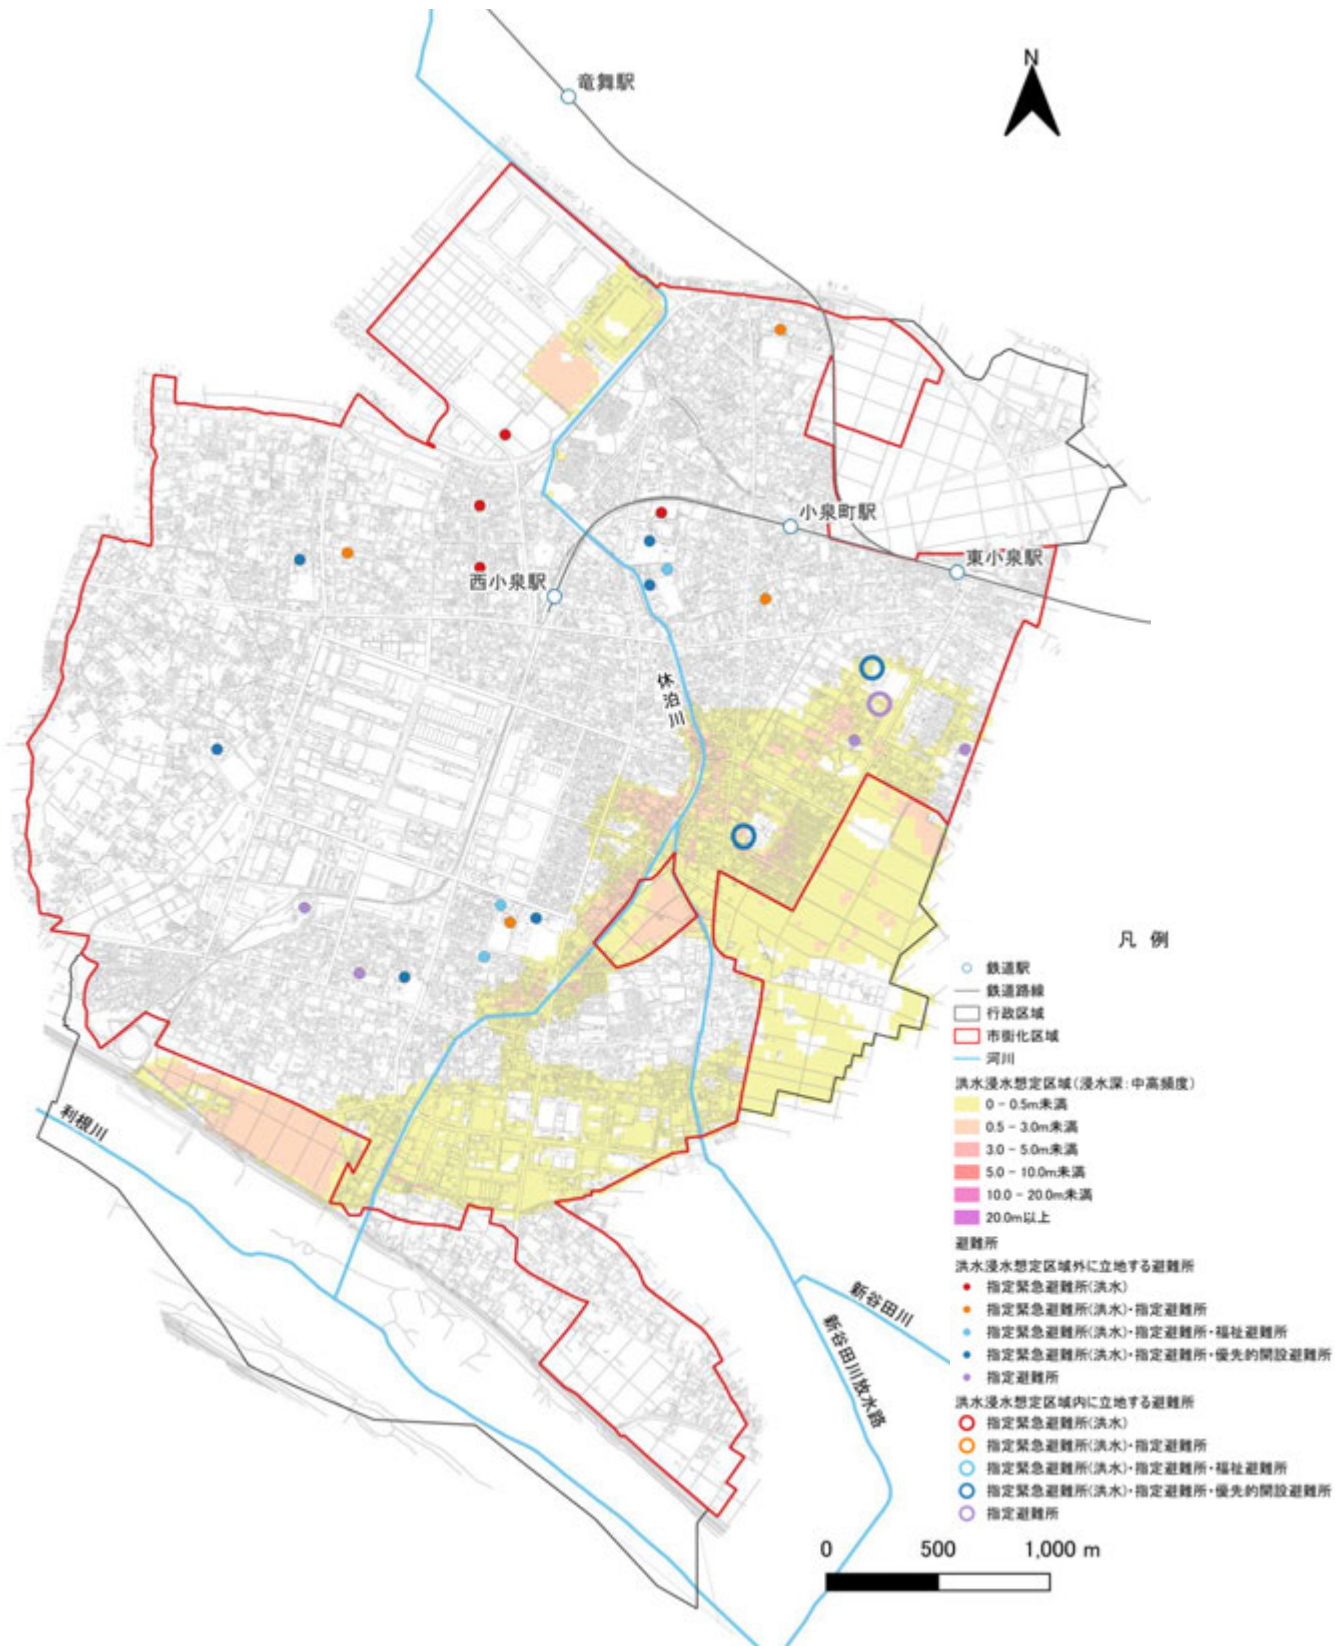 N
竜舞駅
小泉町駅
東小泉駅
西小泉駅
休泊川
利根川
新谷田川
新谷田川放水路
凡 例
鉄道駅
鉄道路線
行政区域
市街化区域
河川
洪水浸水想定区域(浸水深:中高頻度)
0 - 0.5m未満
0.5 - 3.0m未満
3.0 - 5.0m未満
5.0 - 10.0m未満
10.0 - 20.0m未満
20.0m以上
避難所
洪水浸水想定区域外に立地する避難所
指定緊急避難所(洪水)
指定緊急避難所(洪水)・指定避難所
指定緊急避難所(洪水)・指定避難所・福祉避難所
指定緊急避難所(洪水)・指定避難所・優先的開設避難所
指定避難所
洪水浸水想定区域内に立地する避難所
指定緊急避難所(洪水)
指定緊急避難所(洪水)・指定避難所
指定緊急避難所(洪水)・指定避難所・福祉避難所
指定緊急避難所(洪水)・指定避難所・優先的開設避難所
指定避難所
0 500 1,000 m